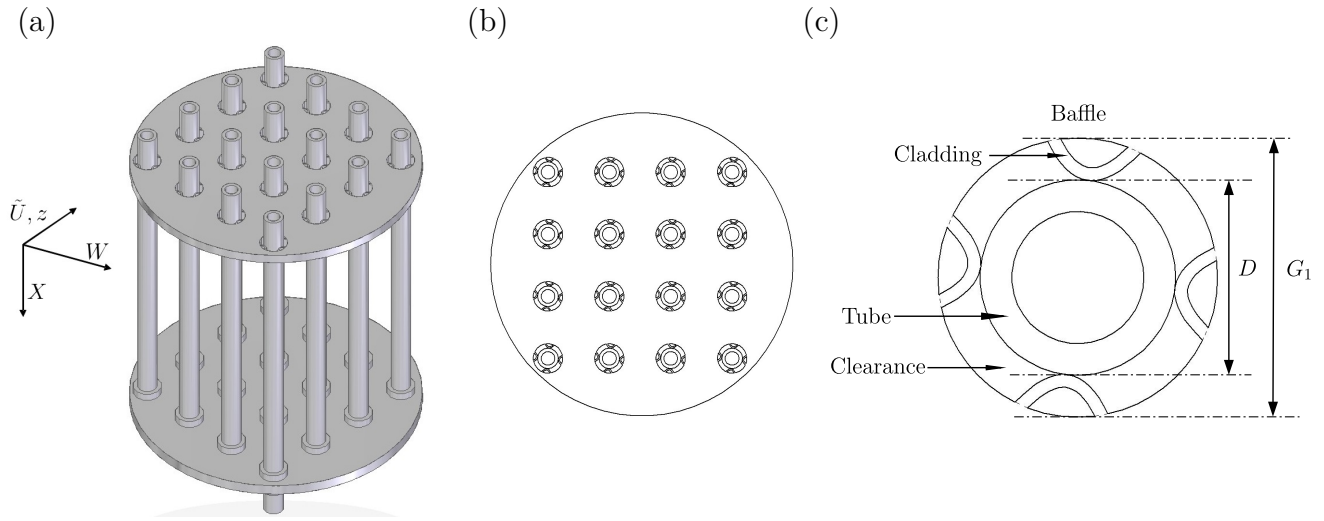 (a)
(b)
(c)
Ũ, z
W
X
Baffle
Cladding
Tube
Clearance
D
G₁